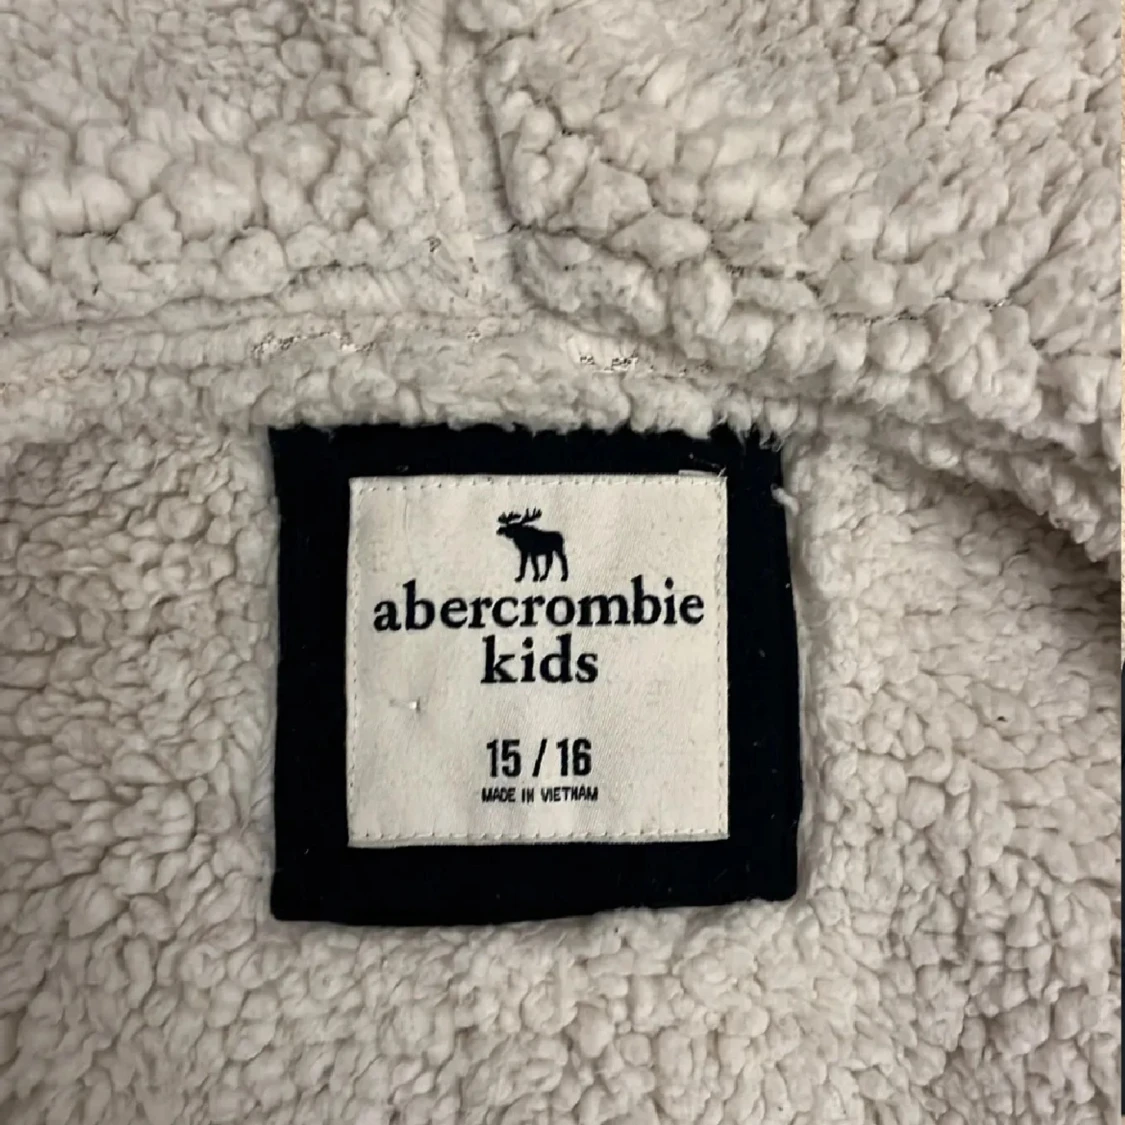 abercrombie
kids
15 / 16
MADE IN VIETNAM